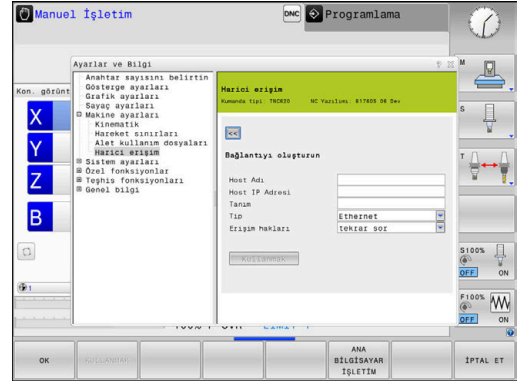 Manuel İşletim
DNC
Programlama
Ayarlar ve Bilgi
Kon. görünt
X
Y
Z
B
1
Anahtar sayısını belirtin
Gösterge ayarları
Grafik ayarları
Sayaç ayarları
Makine ayarları
Kinematik
Hareket sınırları
Alet kullanım dosyaları
Harici erişim
Sistem ayarları
Özel fonksiyonlar
Teşhis fonksiyonları
Genel bilgi
Harici erişim
Kumanda tipi: TNC620 NC Yazılımı: 817605 06 Dev
<<
Bağlantıyı oluşturun
Host Adı
Host IP Adresi
Tanım
Tip Ethernet
Erişim hakları tekrar sor
Kullanmak
M
S
T
S100%
OFF ON
F100%
OFF ON
OK
KULLANMAK
ANA BİLGİSAYAR İŞLETİM
İPTAL ET